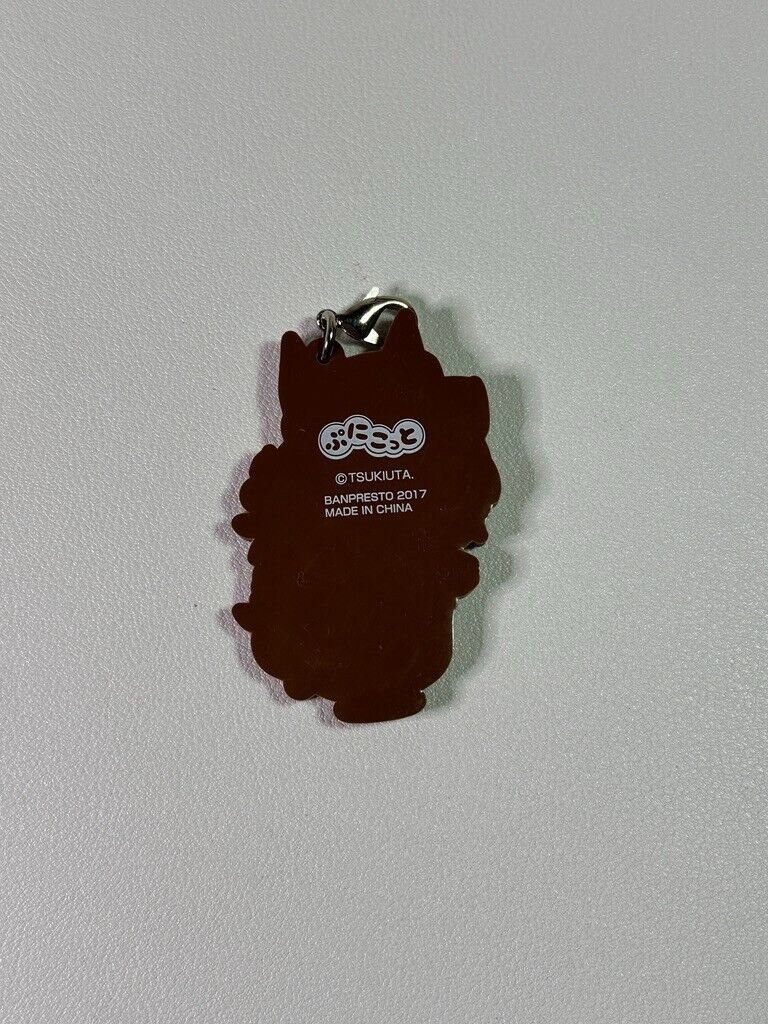 ぷにこっと
©TSUKIUTA.
BANPRESTO 2017
MADE IN CHINA